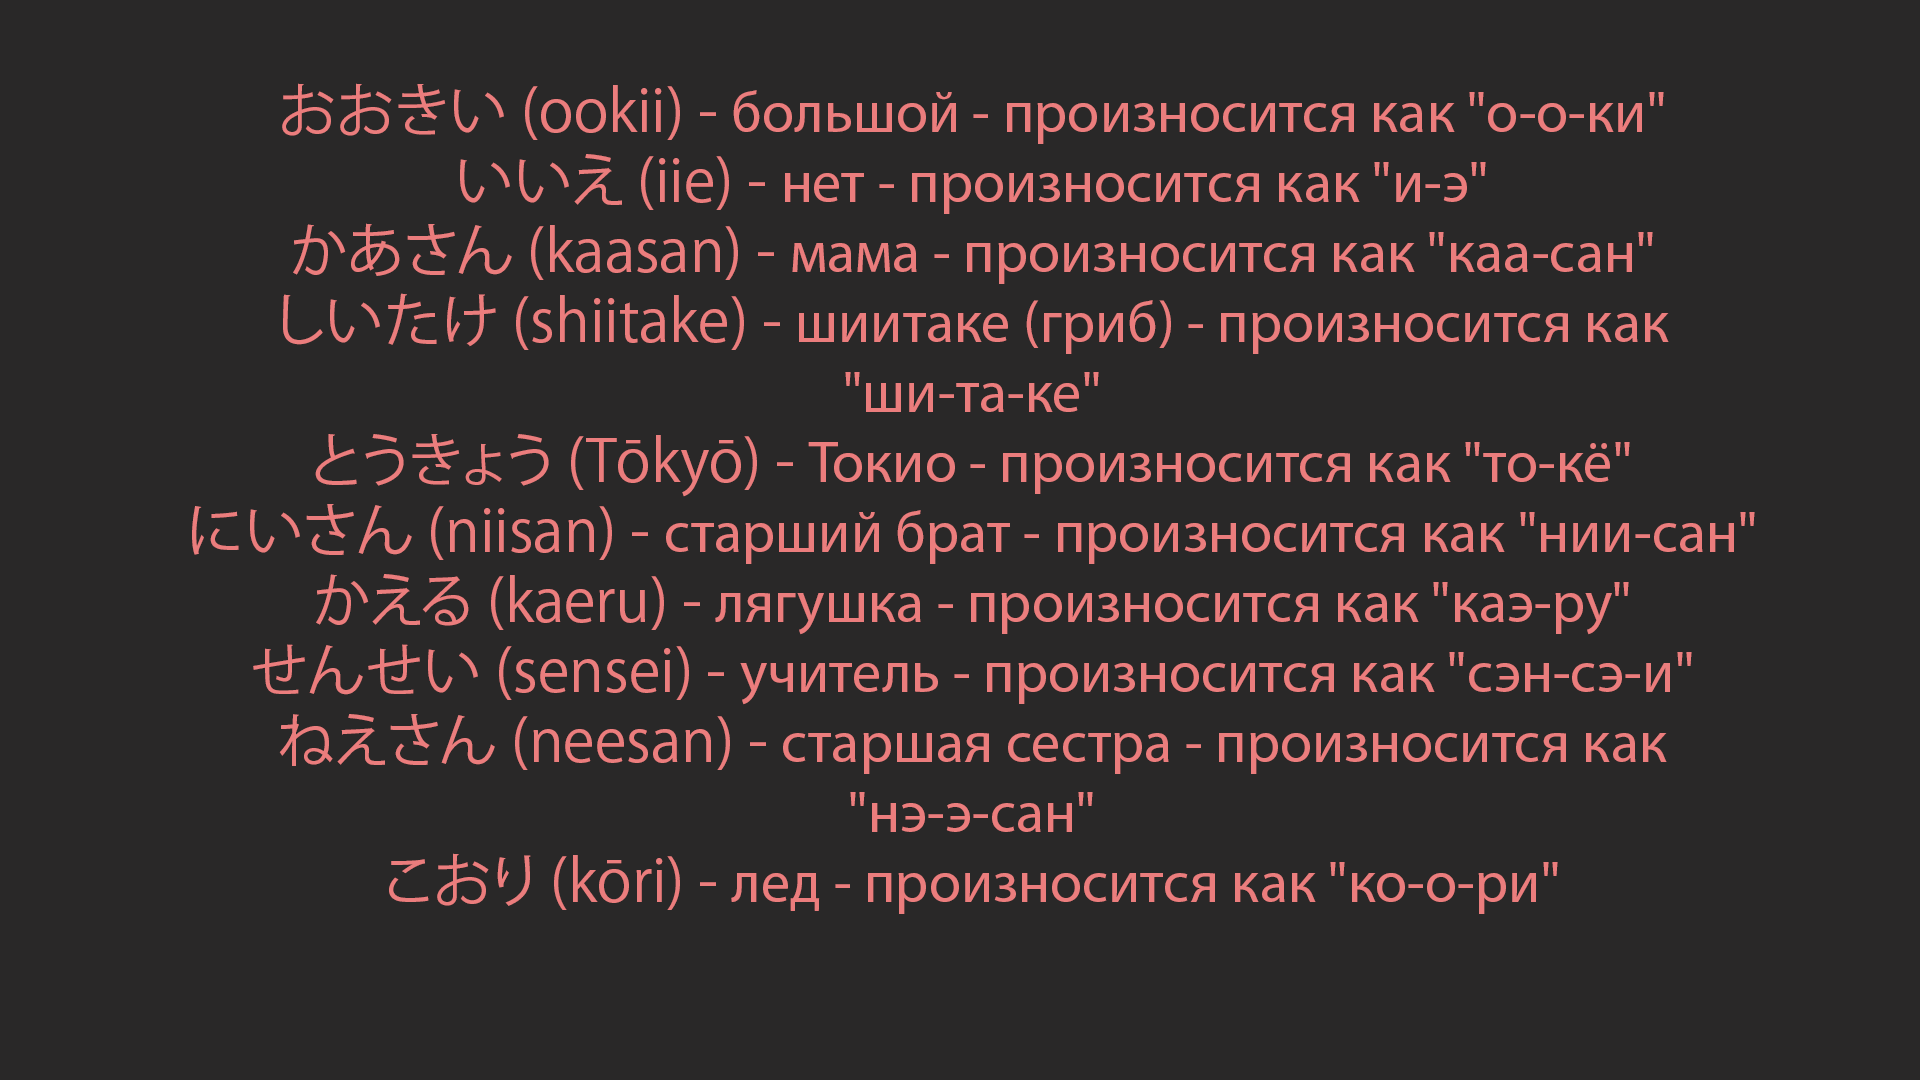 おおきい (ookii) - большой - произносится как "о-о-ки"
いいえ (iie) - нет - произносится как "и-э"
かあさん (kaasan) - мама - произносится как "каа-сан"
しいたけ (shiitake) - шиитаке (гриб) - произносится как
"ши-та-ке"
とうきょう (Tōkyō) - Токио - произносится как "то-кё"
にいさん (niisan) - старший брат - произносится как "нии-сан"
かえる (kaeru) - лягушка - произносится как "каэ-ру"
せんせい (sensei) - учитель - произносится как "сэн-сэ-и"
ねえさん (neesan) - старшая сестра - произносится как
"нэ-э-сан"
こおり (kōri) - лед - произносится как "ко-о-ри"